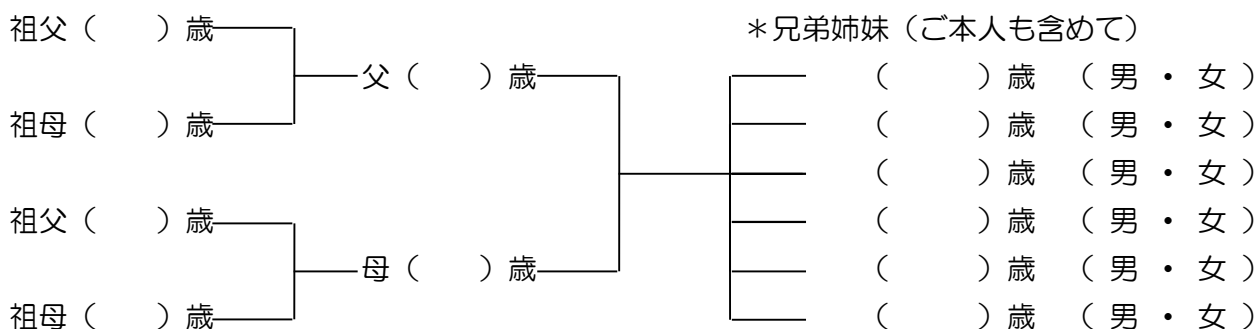 祖父（　　）歳　＊兄弟姉妹（ご本人も含めて）
父（　　）歳　（　　　）歳　（ 男 ・ 女 ）
祖母（　　）歳　（　　　）歳　（ 男 ・ 女 ）
（　　　）歳　（ 男 ・ 女 ）
祖父（　　）歳　（　　　）歳　（ 男 ・ 女 ）
母（　　）歳　（　　　）歳　（ 男 ・ 女 ）
祖母（　　）歳　（　　　）歳　（ 男 ・ 女 ）